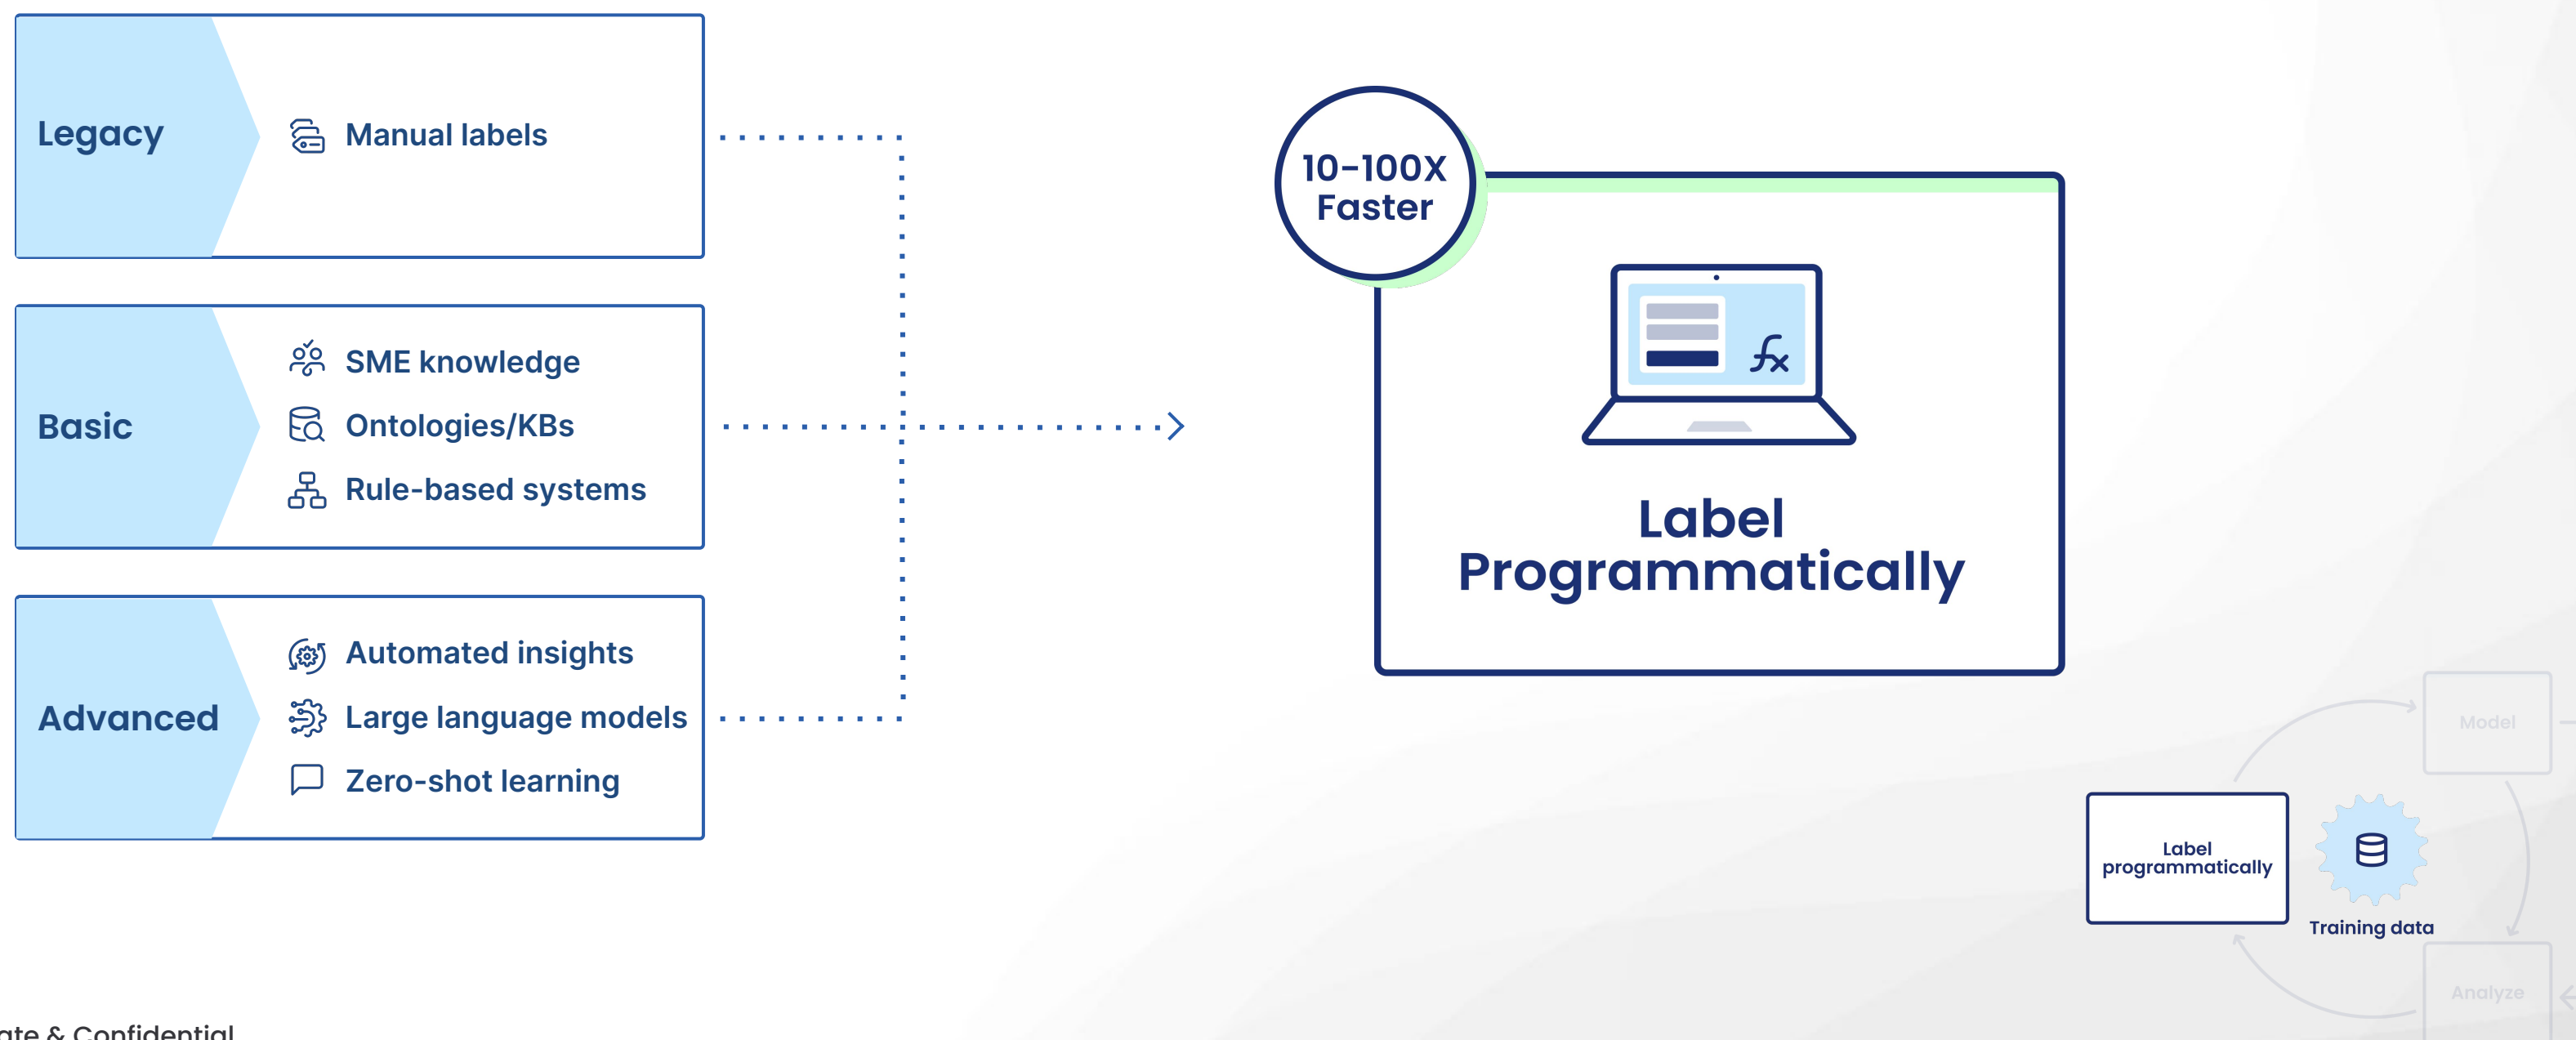 Legacy
Manual labels
Basic
SME knowledge
Ontologies/KBs
Rule-based systems
Advanced
Automated insights
Large language models
Zero-shot learning
10-100X
Faster
fx
Label
Programmatically
Model
Label
programmatically
Training data
Analyze
& Confidential